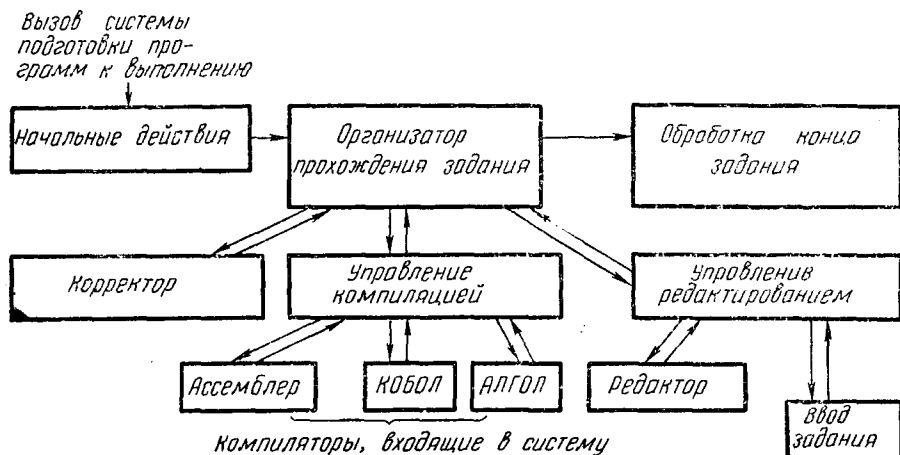 Вызов системы
подготовки про-
грамм к выполнению
Начальные действия
Организатор
прохождения задания
Обработка конца
задания
Корректор
Управление
компиляцией
Управление
редактированием
Ассемблер
КОБОЛ
АЛГОЛ
Редактор
Ввод
задания
Компиляторы, входящие в систему